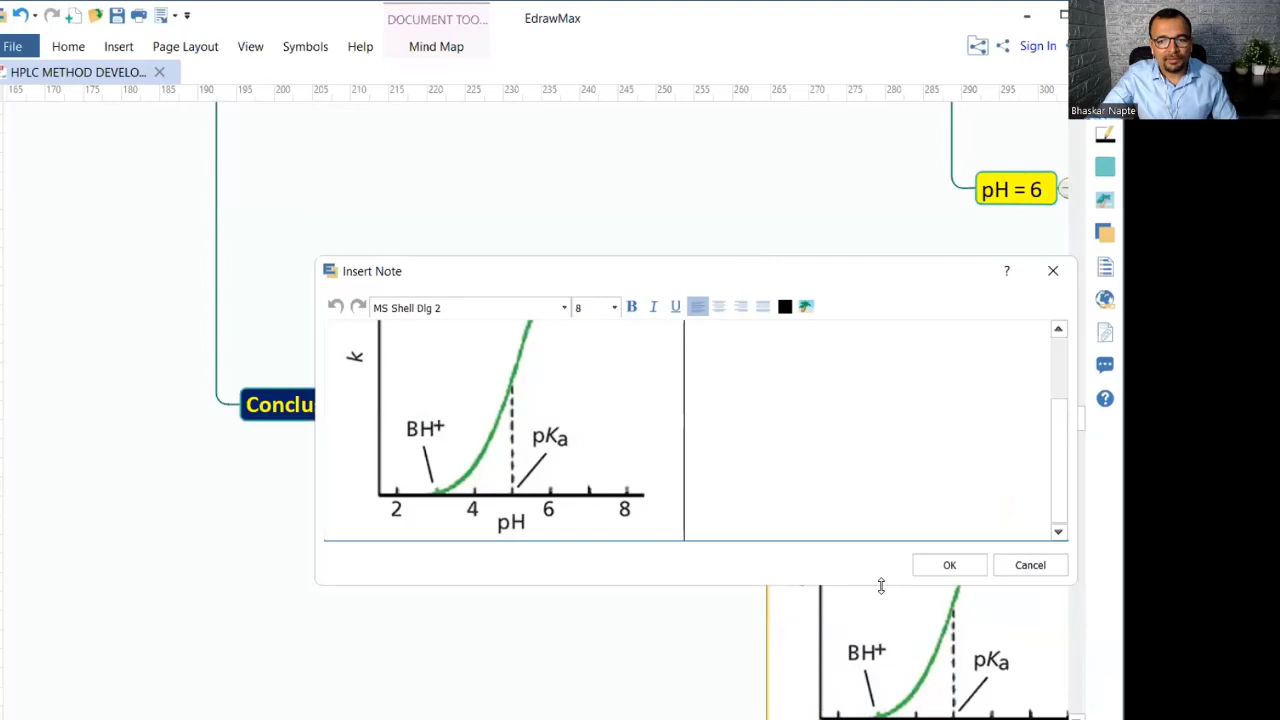 DOCUMENT TOO...
EdrawMax
File
Home
Insert
Page Layout
View
Symbols
Help
Mind Map
Sign In
HPLC METHOD DEVELO...
165 170 175 180 185 190 195 200 205 210 215 220 225 230 235 240 245 250 255 260 265 270 275 280 285 290 295 300
Bhaskar Napte
pH = 6
Insert Note
?
MS Shell Dlg 2
8
B I U
k
BH+
pKa
2 4 6 8
pH
Conclu
OK
Cancel
BH+
pKa